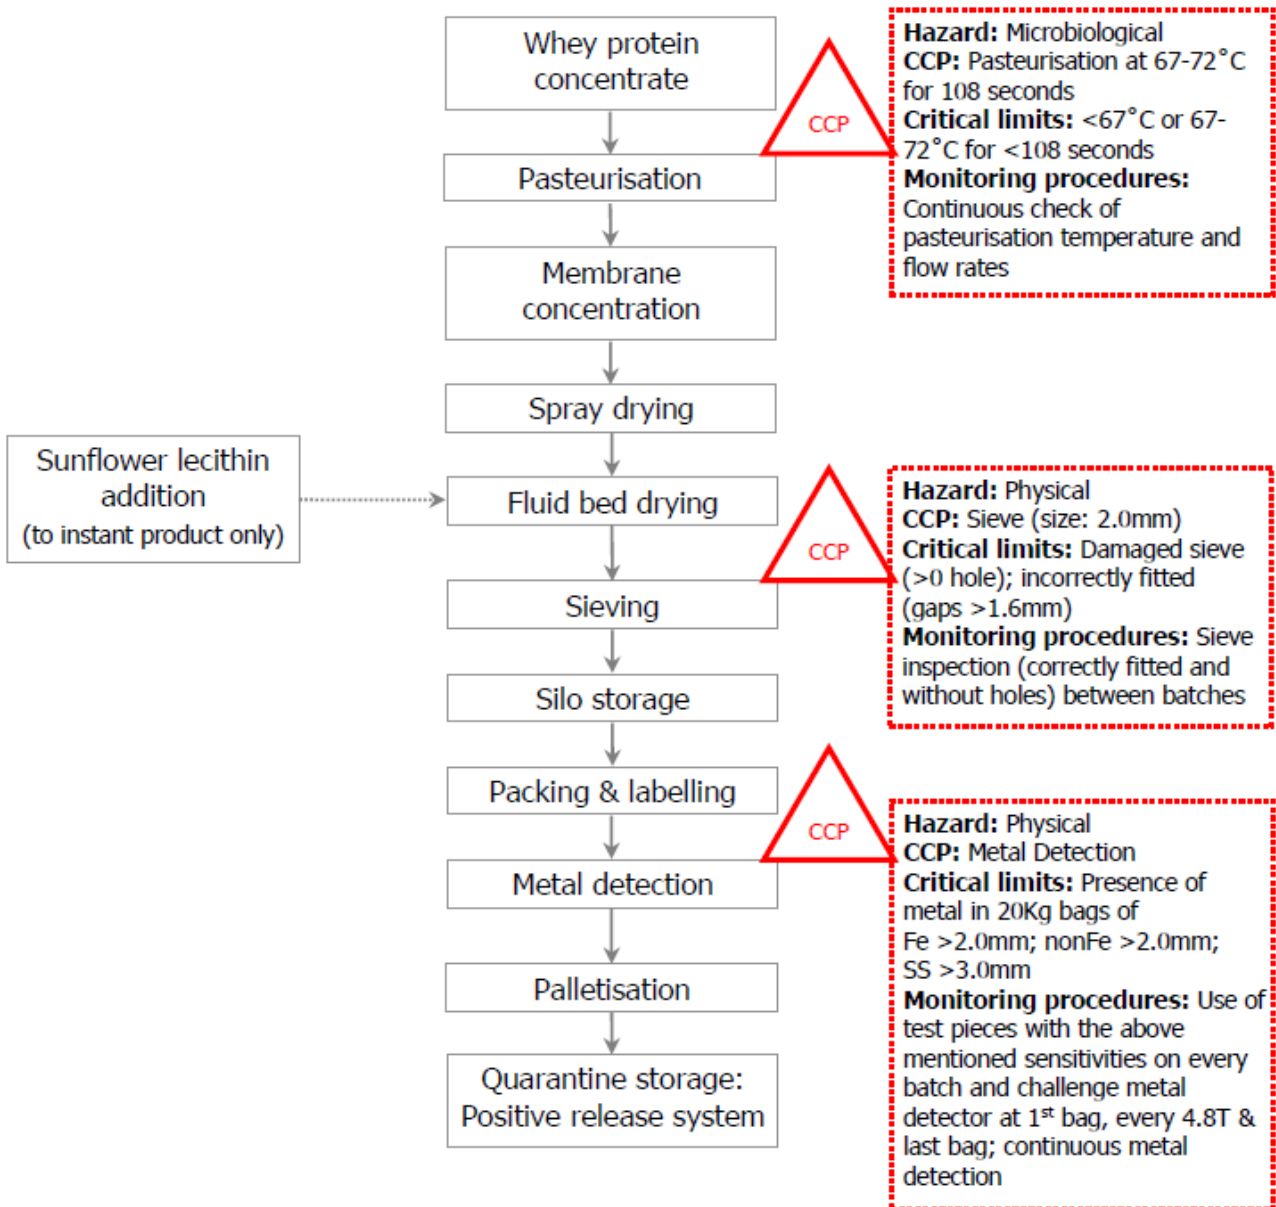 Whey protein
concentrate
CCP
Hazard: Microbiological
CCP: Pasteurisation at 67-72˚C
for 108 seconds
Critical limits: <67˚C or 67-
72˚C for <108 seconds
Monitoring procedures:
Continuous check of
pasteurisation temperature and
flow rates
Pasteurisation
Membrane
concentration
Spray drying
Sunflower lecithin
addition
(to instant product only)
Fluid bed drying
CCP
Hazard: Physical
CCP: Sieve (size: 2.0mm)
Critical limits: Damaged sieve
(>0 hole); incorrectly fitted
(gaps >1.6mm)
Monitoring procedures: Sieve
inspection (correctly fitted and
without holes) between batches
Sieving
Silo storage
Packing & labelling
CCP
Hazard: Physical
CCP: Metal Detection
Critical limits: Presence of
metal in 20Kg bags of
Fe >2.0mm; nonFe >2.0mm;
SS >3.0mm
Monitoring procedures: Use of
test pieces with the above
mentioned sensitivities on every
batch and challenge metal
detector at 1st bag, every 4.8T &
last bag; continuous metal
detection
Metal detection
Palletisation
Quarantine storage:
Positive release system